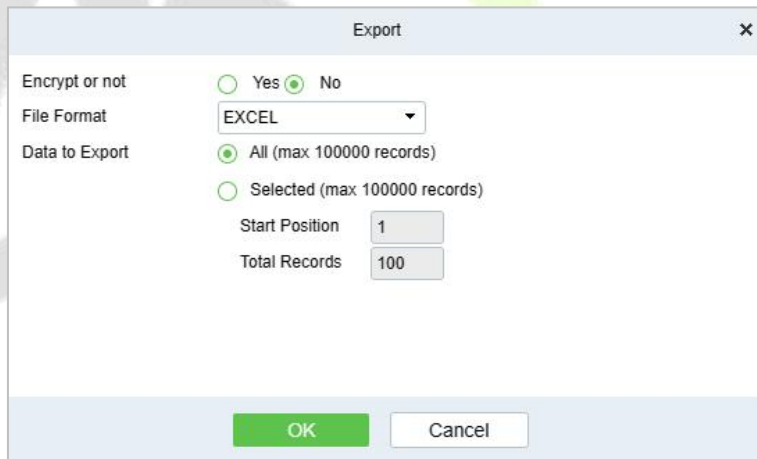 Export
Encrypt or not Yes No
File Format EXCEL
Data to Export All (max 100000 records)
Selected (max 100000 records)
Start Position 1
Total Records 100
OK Cancel